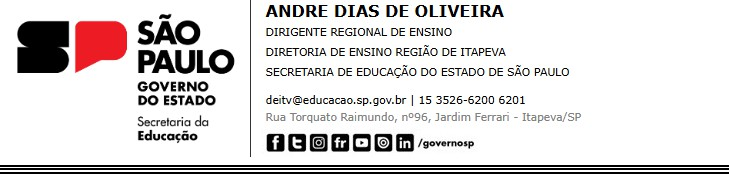 SÃO
PAULO
GOVERNO
DO ESTADO
Secretaria da
Educação
ANDRE DIAS DE OLIVEIRA
DIRIGENTE REGIONAL DE ENSINO
DIRETORIA DE ENSINO REGIÃO DE ITAPEVA
SECRETARIA DE EDUCAÇÃO DO ESTADO DE SÃO PAULO
deitv@educacao.sp.gov.br | 15 3526-6200 6201
Rua Torquato Raimundo, nº96, Jardim Ferrari - Itapeva/SP
/governosp